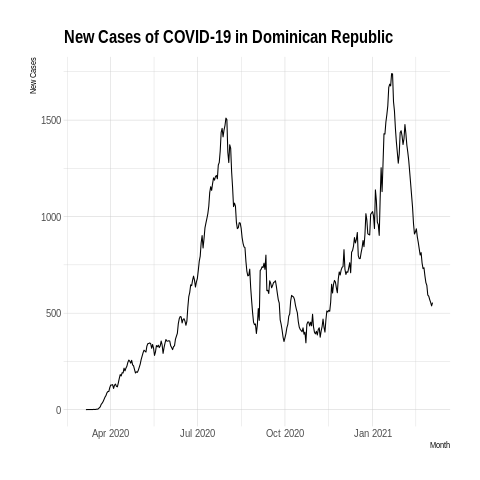 New Cases of COVID-19 in Dominican Republic
New Cases
1500
1000
500
0
Apr 2020
Jul 2020
Oct 2020
Jan 2021
Month